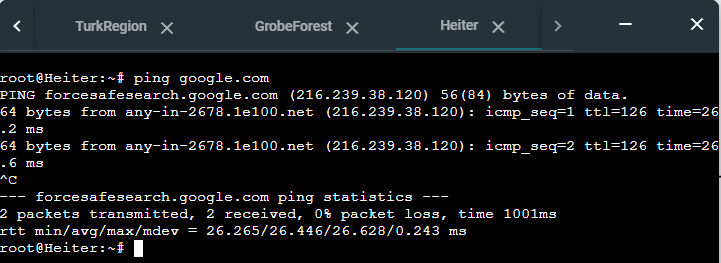 TurkRegion
GrobeForest
Heiter
root@Heiter:~# ping google.com
PING forcesafesearch.google.com (216.239.38.120) 56(84) bytes of data.
64 bytes from any-in-2678.1e100.net (216.239.38.120): icmp_seq=1 ttl=126 time=26
.2 ms
64 bytes from any-in-2678.1e100.net (216.239.38.120): icmp_seq=2 ttl=126 time=26
.6 ms
^C
--- forcesafesearch.google.com ping statistics ---
2 packets transmitted, 2 received, 0% packet loss, time 1001ms
rtt min/avg/max/mdev = 26.265/26.446/26.628/0.243 ms
root@Heiter:~#